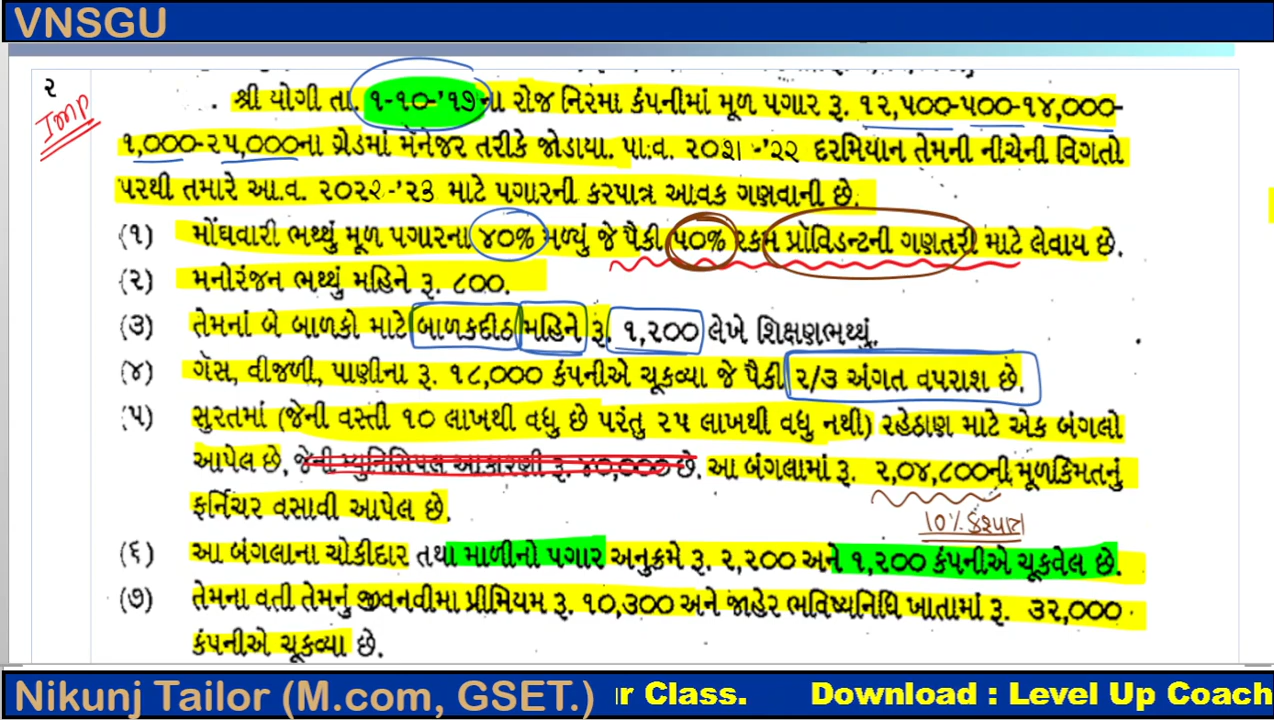 VNSGU
૨
IMP
શ્રી યોગી તા. ૧-૧૦-'૧૭ના રોજ નિરમા કંપનીમાં મૂળ પગાર રૂ. ૧૨,૫૦૦-૫૦૦-૧૪,૦૦૦-
૧,૦૦૦-૨૫,૦૦૦ના ગ્રેડમાં મેનેજર તરીકે જોડાયા. પા.વ. ૨૦૨૧-'૨૨ દરમિયાન તેમની નીચેની વિગતો
પરથી તમારે આ.વ. ૨૦૨૨-'૨૩ માટે પગારની કરપાત્ર આવક ગણવાની છે.
(૧) મોંઘવારી ભથ્થું મૂળ પગારના ૪૦% મળ્યું જે પૈકી ૫૦% રકમ પ્રૉવિડન્ટની ગણતરી માટે લેવાય છે.
(૨) મનોરંજન ભથ્થું મહિને રૂ. ૮૦૦.
(૩) તેમનાં બે બાળકો માટે બાળકદીઠ મહિને રૂ. ૧,૨૦૦ લેખે શિક્ષણભથ્થું.
(૪) ગૅસ, વીજળી, પાણીના રૂ. ૧૮,૦૦૦ કંપનીએ ચૂકવ્યા જે પૈકી ૨/૩ અંગત વપરાશ છે.
(૫) સુરતમાં (જેની વસ્તી ૧૦ લાખથી વધુ છે પરંતુ ૨૫ લાખથી વધુ નથી) રહેઠાણ માટે એક બંગલો
આપેલ છે, જેની મ્યુનિસિપલ આકારણી રૂ. ૪૦,૦૦૦ છે. આ બંગલામાં રૂ. ૨,૦૪,૮૦૦ની મૂળકિંમતનું
10% કરપાત્ર
ફર્નિચર વસાવી આપેલ છે.
(૬) આ બંગલાના ચોકીદાર તથા માળીનો પગાર અનુક્રમે રૂ. ૨,૨૦૦ અને ૧,૨૦૦ કંપનીએ ચૂકવેલ છે.
(૭) તેમના વતી તેમનું જીવનવીમા પ્રીમિયમ રૂ. ૧૦,૩૦૦ અને જાહેર ભવિષ્યનિધિ ખાતામાં રૂ. ૩૨,૦૦૦
કંપનીએ ચૂકવ્યા છે.
Nikunj Tailor (M.com, GSET.) ur Class. Download : Level Up Coach